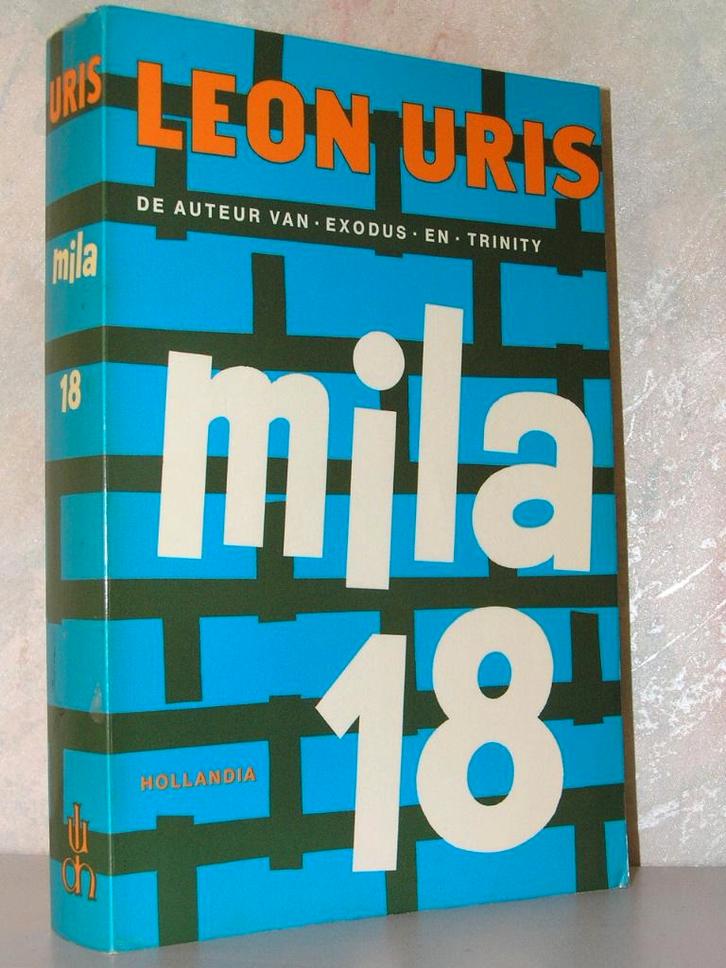 URIS
mila
18
LEON URIS
DE AUTEUR VAN · EXODUS · EN · TRINITY
mila
18
HOLLANDIA